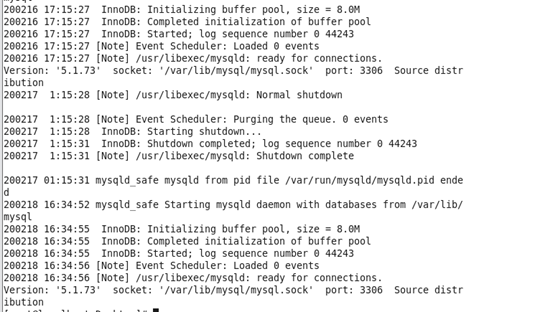 200216 17:15:27  InnoDB: Initializing buffer pool, size = 8.0M
200216 17:15:27  InnoDB: Completed initialization of buffer pool
200216 17:15:27  InnoDB: Started; log sequence number 0 44243
200216 17:15:27 [Note] Event Scheduler: Loaded 0 events
200216 17:15:27 [Note] /usr/libexec/mysqld: ready for connections.
Version: '5.1.73'  socket: '/var/lib/mysql/mysql.sock'  port: 3306  Source distr
ibution
200217  1:15:28 [Note] /usr/libexec/mysqld: Normal shutdown

200217  1:15:28 [Note] Event Scheduler: Purging the queue. 0 events
200217  1:15:28  InnoDB: Starting shutdown...
200217  1:15:31  InnoDB: Shutdown completed; log sequence number 0 44243
200217  1:15:31 [Note] /usr/libexec/mysqld: Shutdown complete

200217 01:15:31 mysqld_safe mysqld from pid file /var/run/mysqld/mysqld.pid ende
d
200218 16:34:52 mysqld_safe Starting mysqld daemon with databases from /var/lib/
mysql
200218 16:34:55  InnoDB: Initializing buffer pool, size = 8.0M
200218 16:34:55  InnoDB: Completed initialization of buffer pool
200218 16:34:55  InnoDB: Started; log sequence number 0 44243
200218 16:34:56 [Note] Event Scheduler: Loaded 0 events
200218 16:34:56 [Note] /usr/libexec/mysqld: ready for connections.
Version: '5.1.73'  socket: '/var/lib/mysql/mysql.sock'  port: 3306  Source distr
ibution